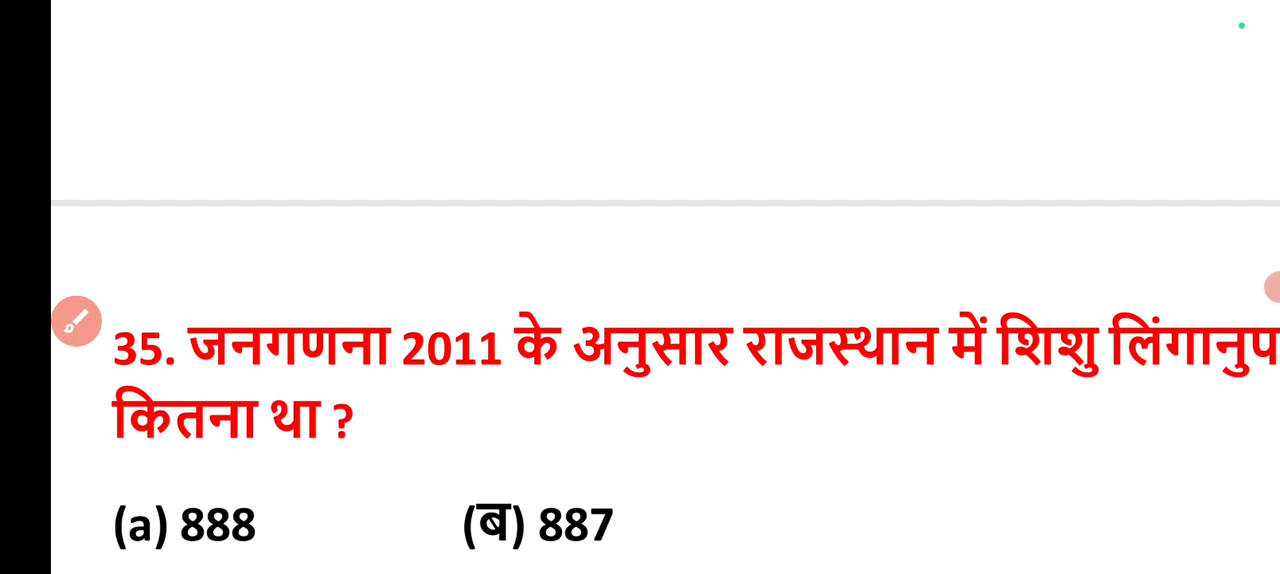 35. जनगणना 2011 के अनुसार राजस्थान में शिशु लिंगानुप
कितना था ?
(a) 888 (ब) 887